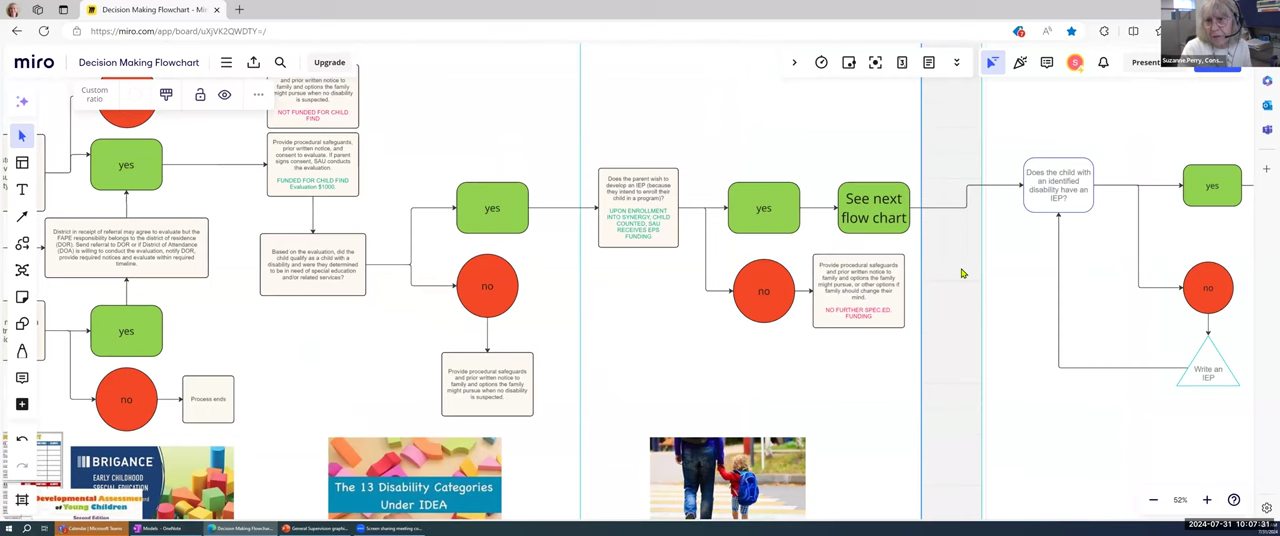 Decision Making Flowchart - Miro
https://miro.com/app/board/uXjVK2QWDTY=/
miro
Decision Making Flowchart
Upgrade
Present
Suzanne.Perry, Cons...
Custom
ratio
and prior written notice to
family and options the family
might pursue when no disability
is suspected.
NOT FUNDED FOR CHILD
FIND.
yes
Provide procedural safeguards,
prior written notice, and
consent to evaluate. If parent
signs consent, SAU conducts
the evaluation.
FUNDED FOR CHILD FIND
Evaluation $1000.
District in receipt of referral may agree to evaluate but the
FAPE responsibility belongs to the district of residence
(DOR). Send referral to DOR or if District of Attendance
(DOA) is willing to conduct the evaluation, notify DOR,
provide required notices and evaluate within required
timeline.
Based on the evaluation, did the
child qualify as a child with a
disability and were they determined
to be in need of special education
and/or related services?
yes
no
Process ends
yes
no
Provide procedural safeguards
and prior written notice to
family and options the family
might pursue when no disability
is suspected.
Does the parent wish to
develop an IEP (because
they intend to enroll their
child in a program)?
UPON ENROLLMENT
INTO SYNERGY, CHILD
COUNTED, SAU
RECEIVES EPS
FUNDING
yes
See next
flow chart
no
Provide procedural safeguards
and prior written notice to
family and options the family
might pursue, or other options if
family should change their
mind.
NO FURTHER SPEC.ED.
FUNDING
Does the child with
an identified
disability have an
IEP?
yes
no
Write an
IEP
BRIGANCE
EARLY CHILDHOOD
SPECIAL EDUCATION
Developmental Assessment
of Young Children
Second Edition
The 13 Disability Categories
Under IDEA
52%
Calendar | Microsoft Teams
Models - OneNote
Decision Making Flowchar...
General Supervision graphi...
Screen sharing meeting co...
2024-07-31 10:07:31
7/31/2024